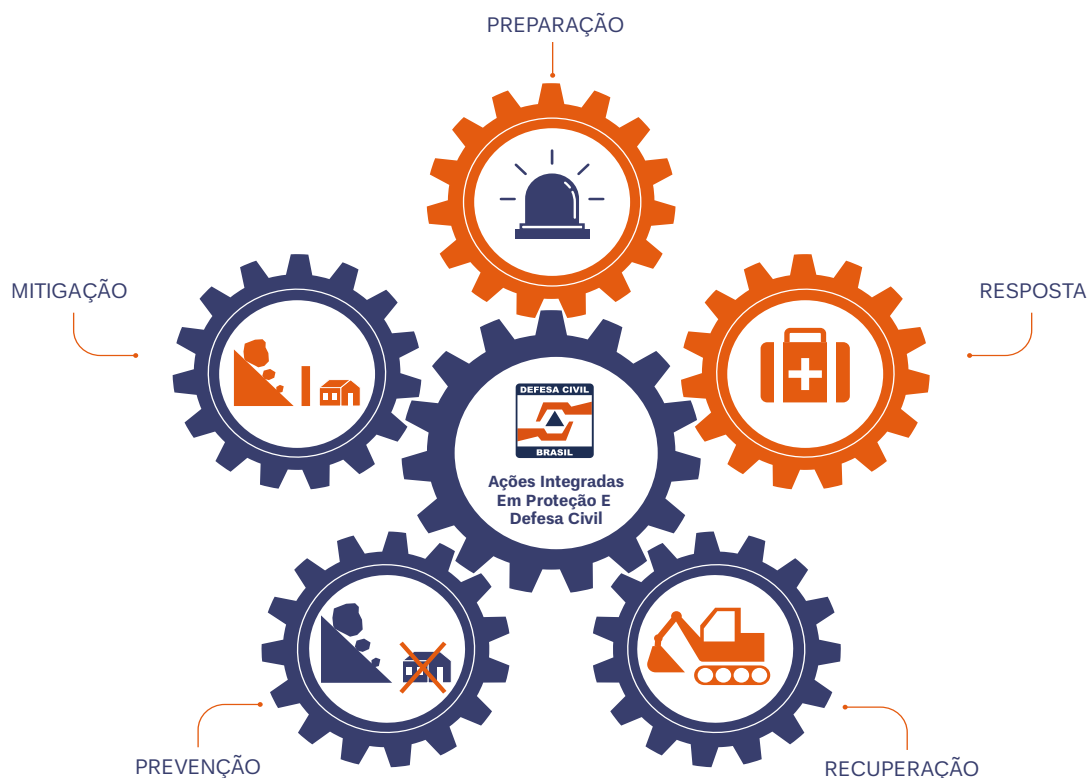 PREPARAÇÃO
MITIGAÇÃO
RESPOSTA
DEFESA CIVIL
BRASIL
Ações Integradas
Em Proteção E
Defesa Civil
PREVENÇÃO
RECUPERAÇÃO